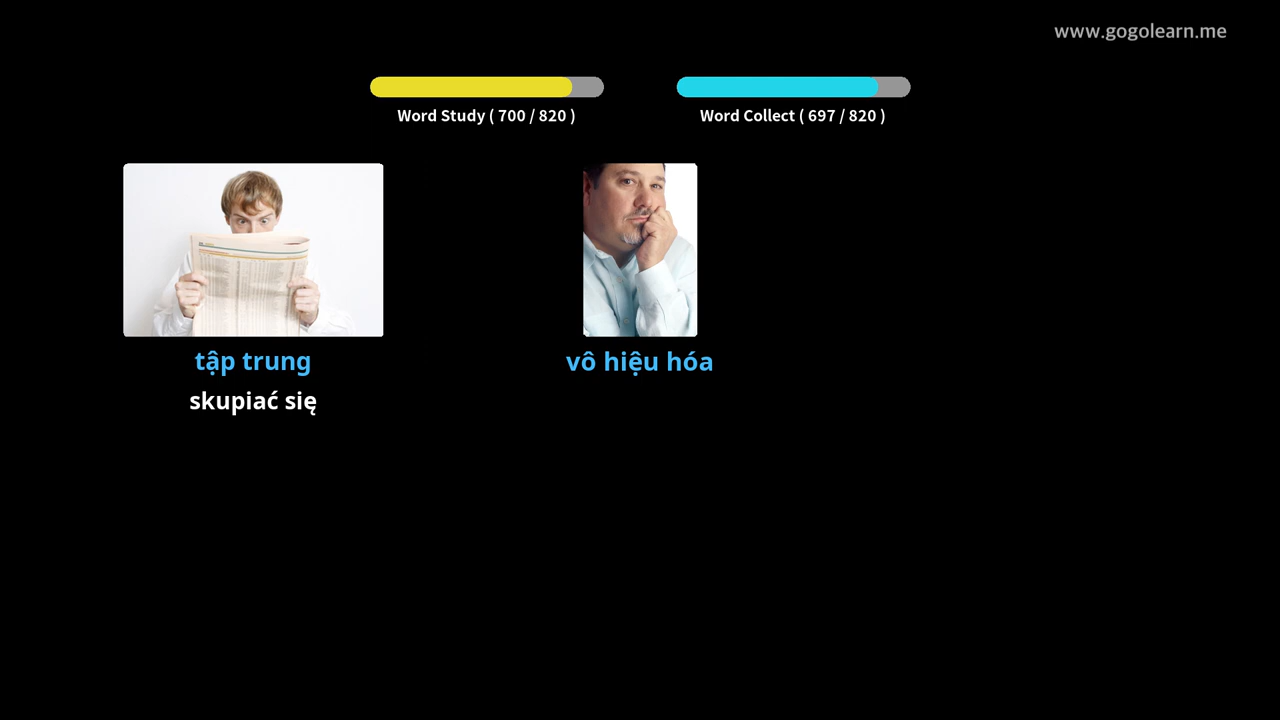 www.gogolearn.me
Word Study ( 700 / 820 )
Word Collect ( 697 / 820 )
tập trung
skupiać się
vô hiệu hóa